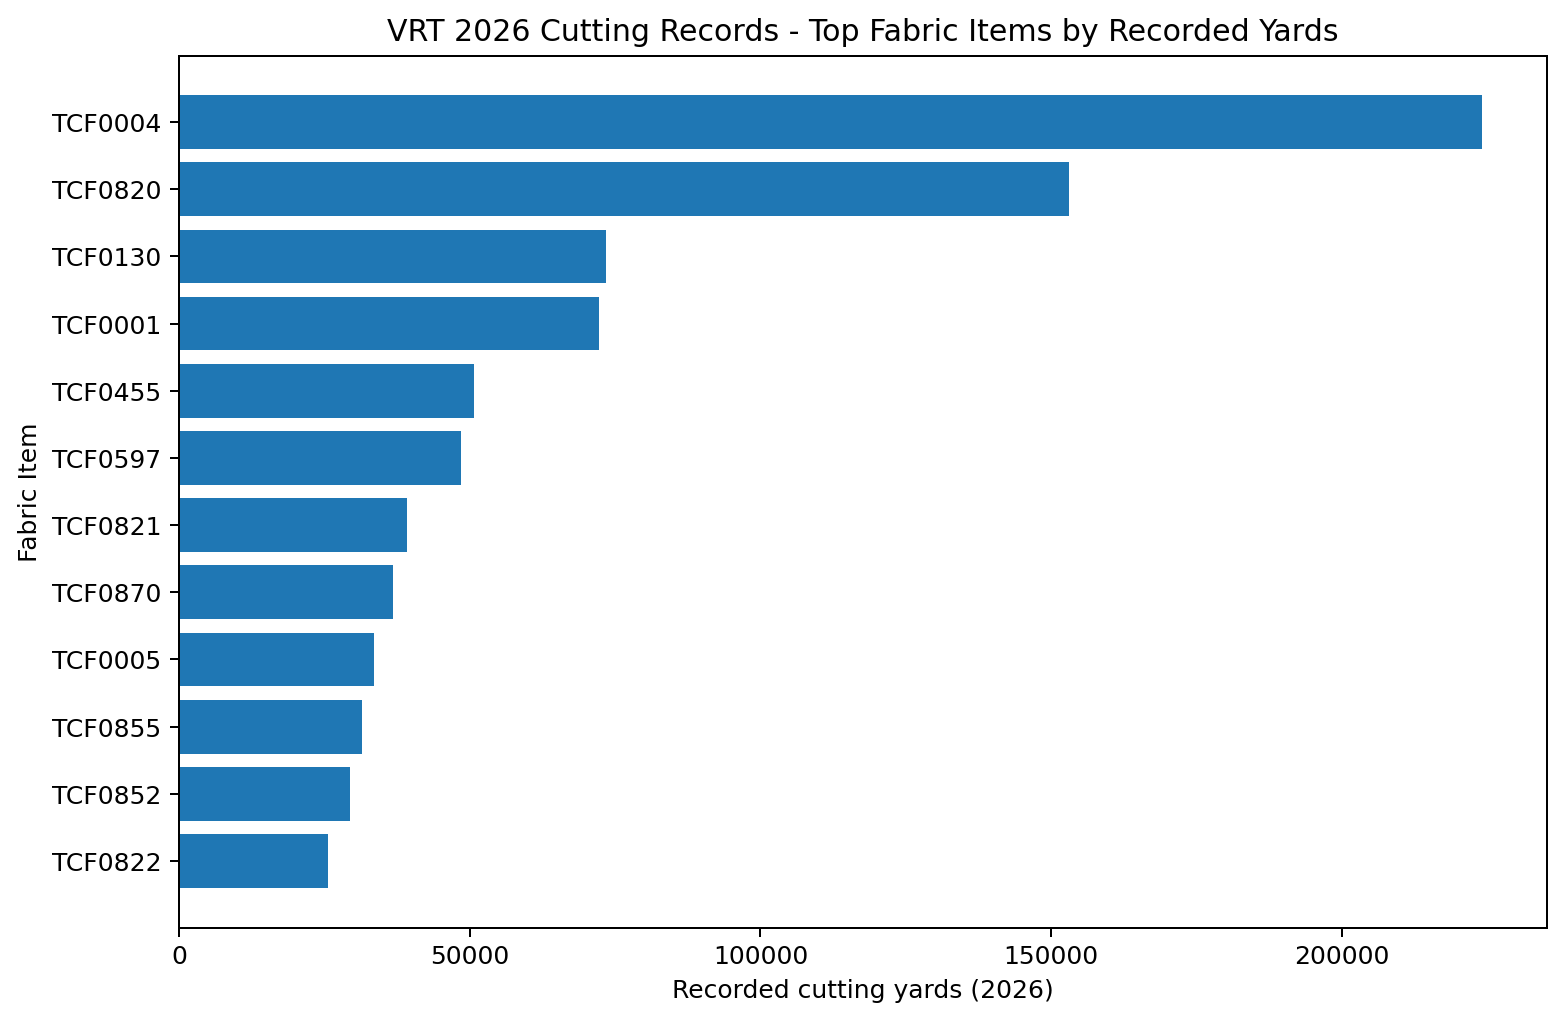 VRT 2026 Cutting Records - Top Fabric Items by Recorded Yards
Fabric Item
TCF0004
TCF0820
TCF0130
TCF0001
TCF0455
TCF0597
TCF0821
TCF0870
TCF0005
TCF0855
TCF0852
TCF0822
0 50000 100000 150000 200000
Recorded cutting yards (2026)